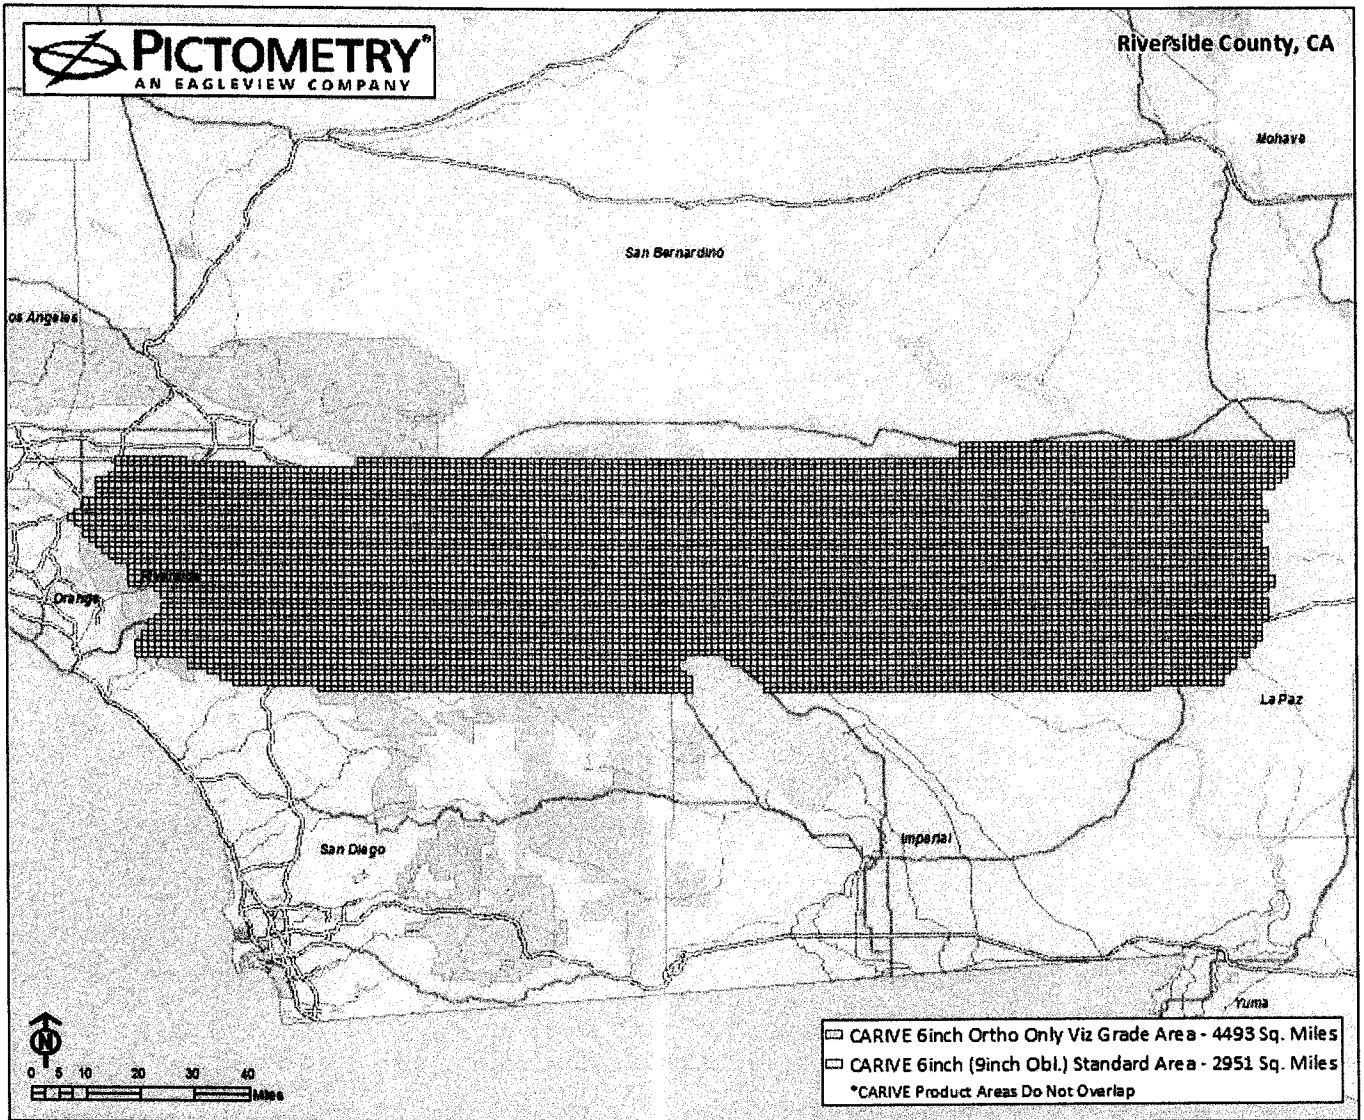 PICTOMETRY®
AN EAGLEVIEW COMPANY
Riverside County, CA
Mohave
San Bernardino
os Angeles
Riverside
Orange
La Paz
San Diego
Imperial
Yuma
N
0 5 10 20 30 40
Miles
CARIVE 6inch Ortho Only Viz Grade Area - 4493 Sq. Miles
CARIVE 6inch (9inch Obl.) Standard Area - 2951 Sq. Miles
*CARIVE Product Areas Do Not Overlap